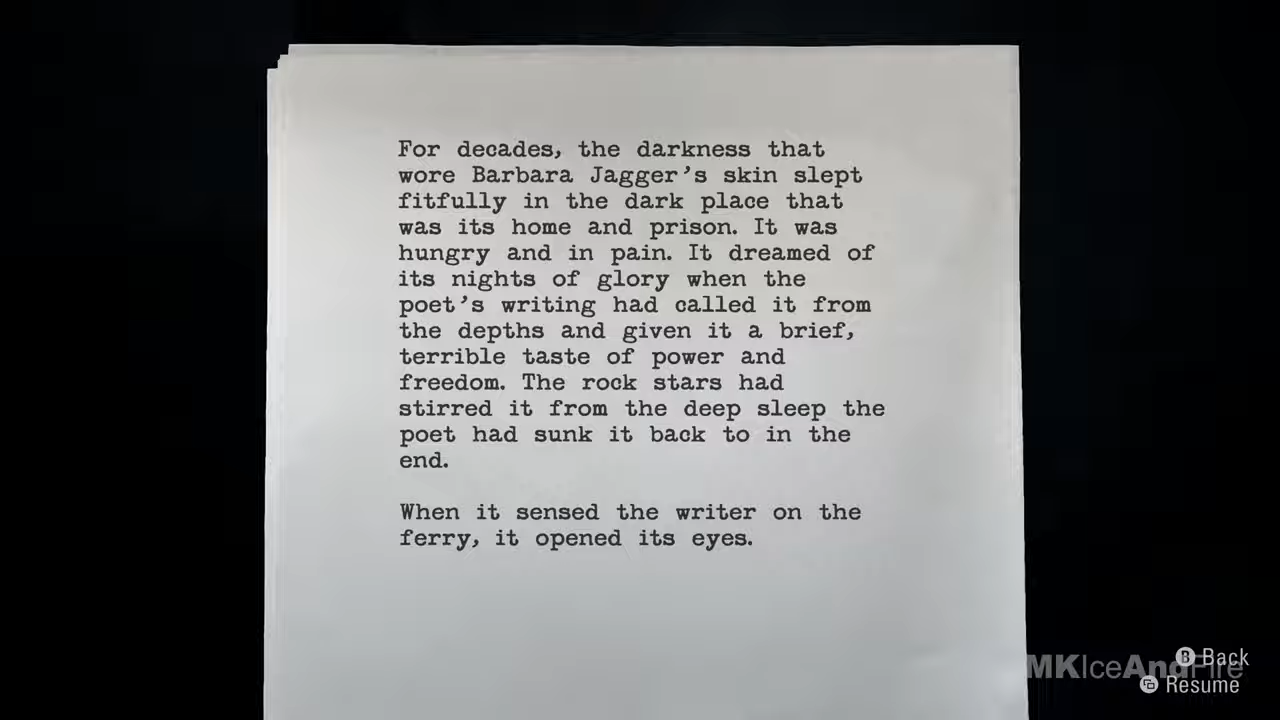 For decades, the darkness that
wore Barbara Jagger's skin slept
fitfully in the dark place that
was its home and prison. It was
hungry and in pain. It dreamed of
its nights of glory when the
poet's writing had called it from
the depths and given it a brief,
terrible taste of power and
freedom. The rock stars had
stirred it from the deep sleep the
poet had sunk it back to in the
end.
When it sensed the writer on the
ferry, it opened its eyes.
MKIceAndFire
B Back
Resume